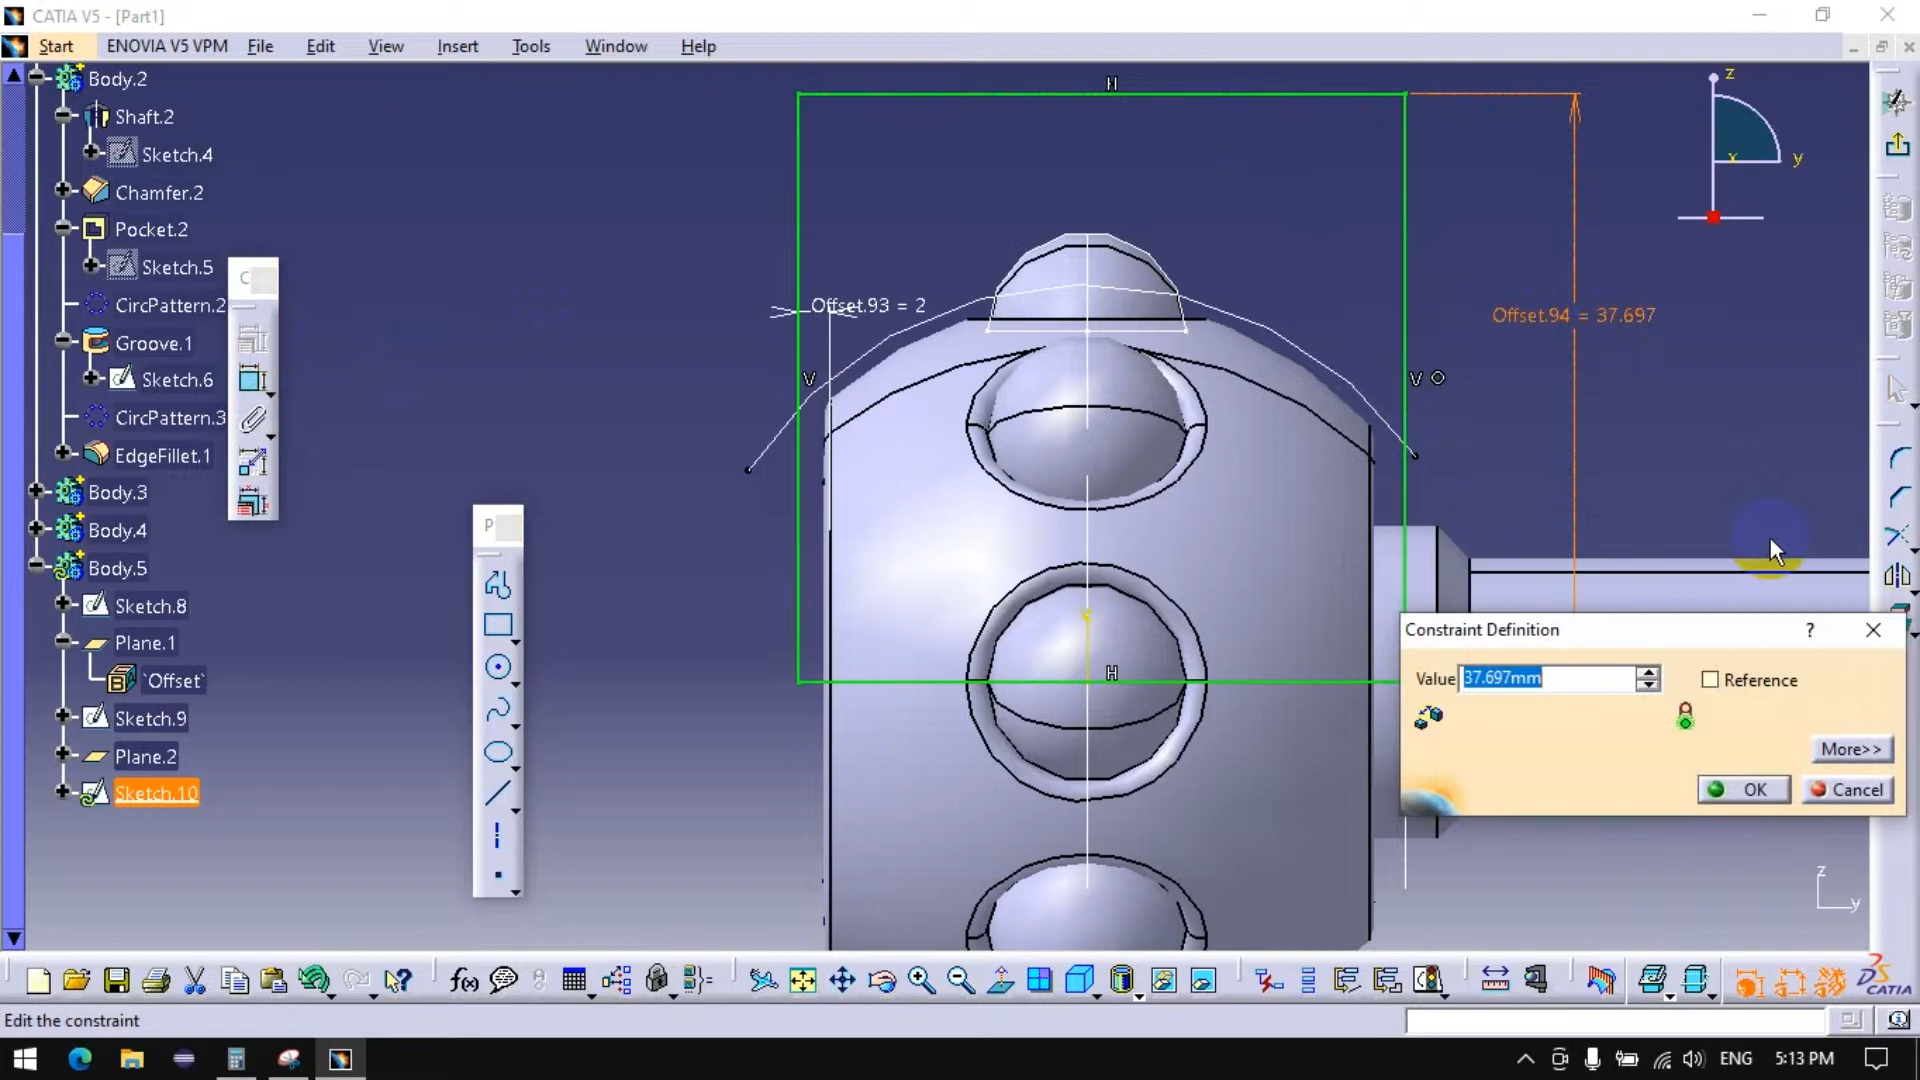 CATIA V5 - [Part1]
Start ENOVIA V5 VPM File Edit View Insert Tools Window Help
Body.2
Shaft.2
Sketch.4
Chamfer.2
Pocket.2
Sketch.5
CircPattern.2
Groove.1
Sketch.6
CircPattern.3
EdgeFillet.1
Body.3
Body.4
Body.5
Sketch.8
Plane.1
`Offset`
Sketch.9
Plane.2
Sketch.10
C
P
H
Offset.93 = 2
V
V
H
Offset.94 = 37.697
z
x
y
Constraint Definition ?
Value 37.697mm
Reference
More>>
OK Cancel
z
y
f(x)
CATIA
Edit the constraint
ENG 5:13 PM